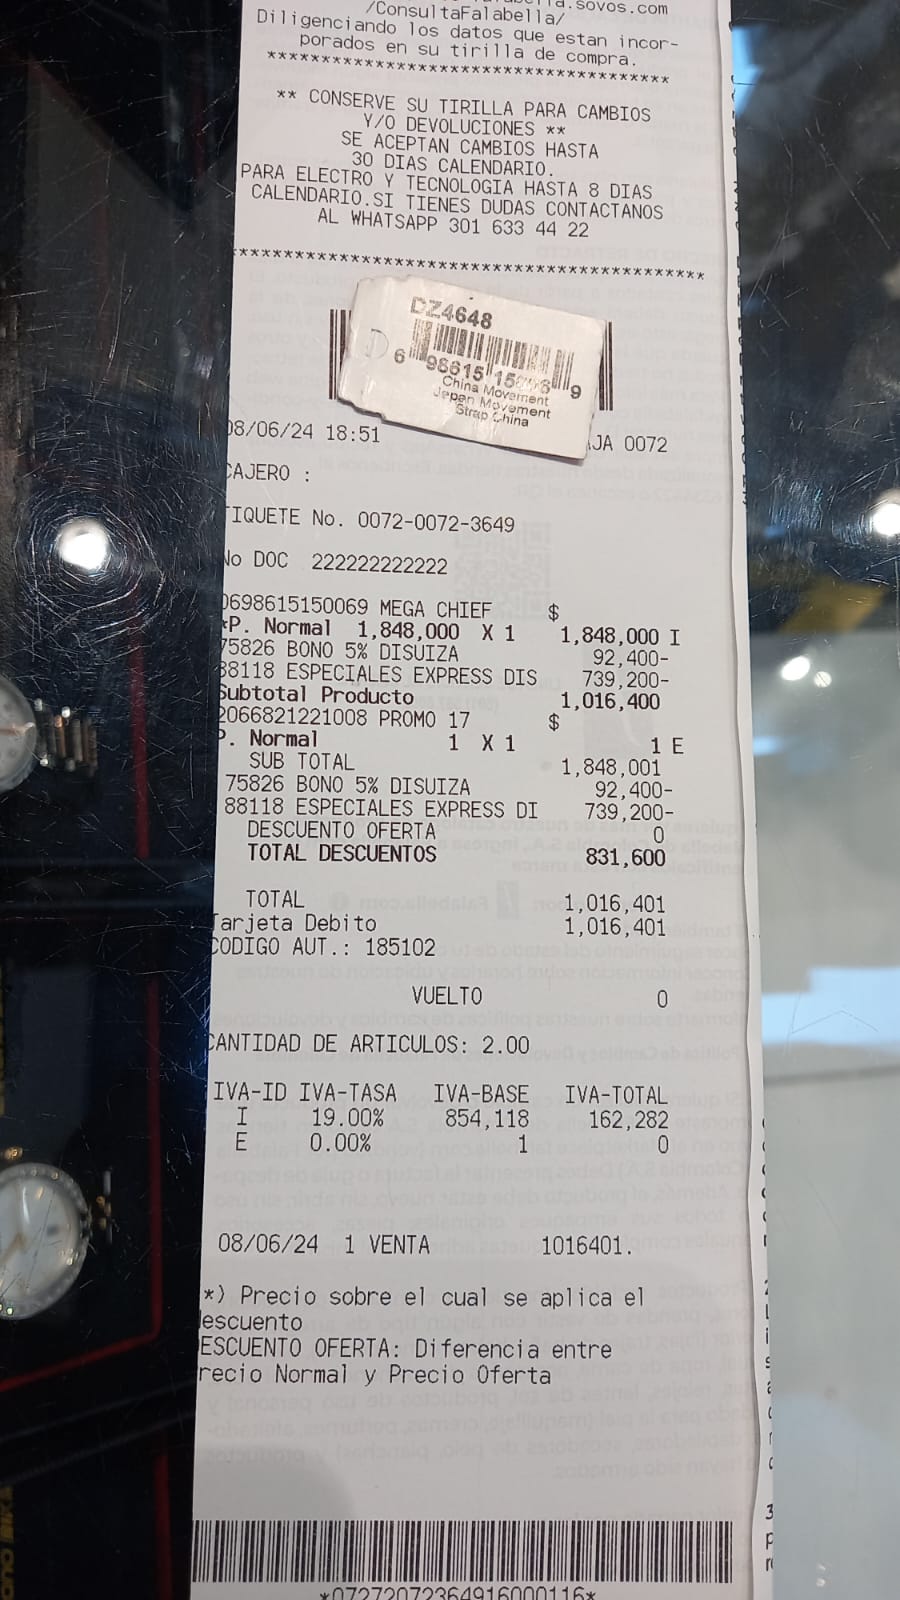 .sovos.com
/ConsultaFalabella/
Diligenciando los datos que estan incor-
porados en su tirilla de compra.
*************************************
** CONSERVE SU TIRILLA PARA CAMBIOS
Y/O DEVOLUCIONES **
SE ACEPTAN CAMBIOS HASTA
30 DIAS CALENDARIO.
PARA ELECTRO Y TECNOLOGIA HASTA 8 DIAS
CALENDARIO.SI TIENES DUDAS CONTACTANOS
AL WHATSAPP 301 633 44 22
*******************************************
DZ4648
6 98615 9
China Movement
Japan Movement
Strap China
08/06/24 18:51 JA 0072
CAJERO :
TIQUETE No. 0072-0072-3649
No DOC 222222222222
0698615150069 MEGA CHIEF $
*P. Normal 1,848,000 X 1 1,848,000 I
75826 BONO 5% DISUIZA 92,400-
88118 ESPECIALES EXPRESS DIS 739,200-
Subtotal Producto 1,016,400
2066821221008 PROMO 17 $
P. Normal 1 X 1 1 E
SUB TOTAL 1,848,001
75826 BONO 5% DISUIZA 92,400-
88118 ESPECIALES EXPRESS DI 739,200-
DESCUENTO OFERTA 0
TOTAL DESCUENTOS 831,600
TOTAL 1,016,401
Tarjeta Debito 1,016,401
CODIGO AUT.: 185102
VUELTO 0
CANTIDAD DE ARTICULOS: 2.00
IVA-ID IVA-TASA IVA-BASE IVA-TOTAL
I 19.00% 854,118 162,282
E 0.00% 1 0
08/06/24 1 VENTA 1016401.
*) Precio sobre el cual se aplica el
escuento
ESCUENTO OFERTA: Diferencia entre
recio Normal y Precio Oferta
*07272072364916000116*